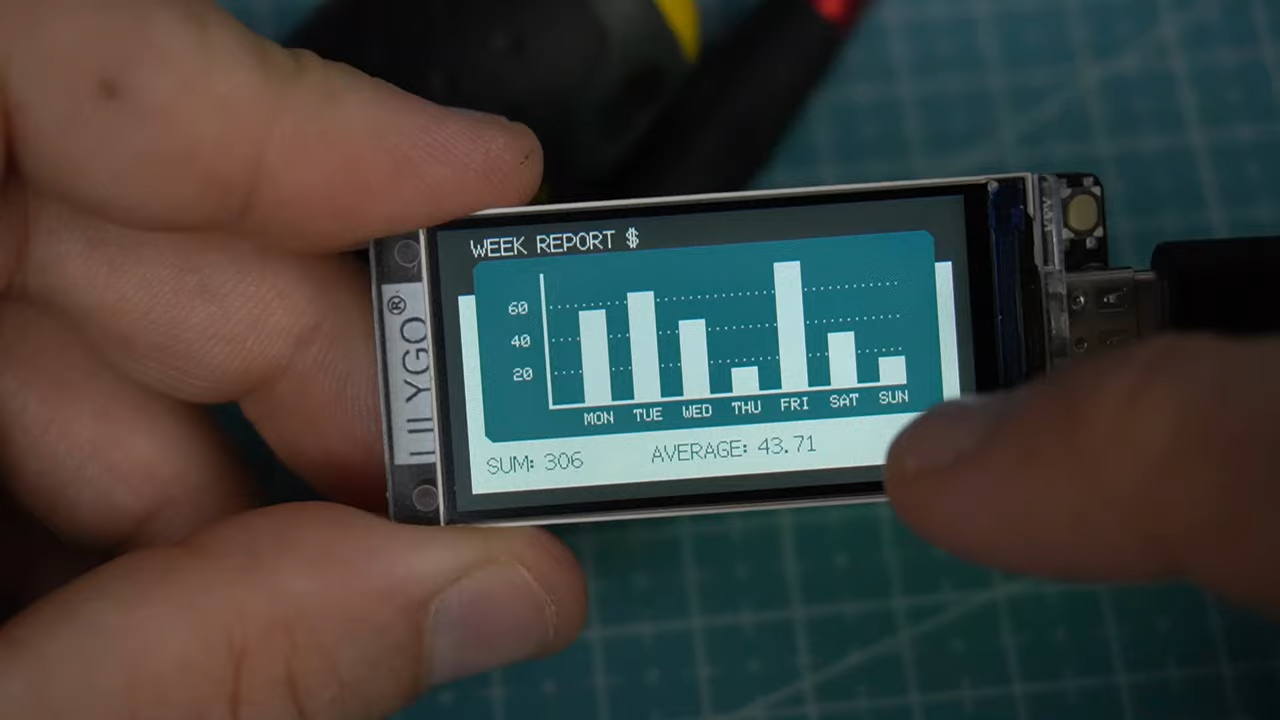 WEEK REPORT $
60
40
20
MON TUE WED THU FRI SAT SUN
SUM: 306 AVERAGE: 43.71
LILYGO®